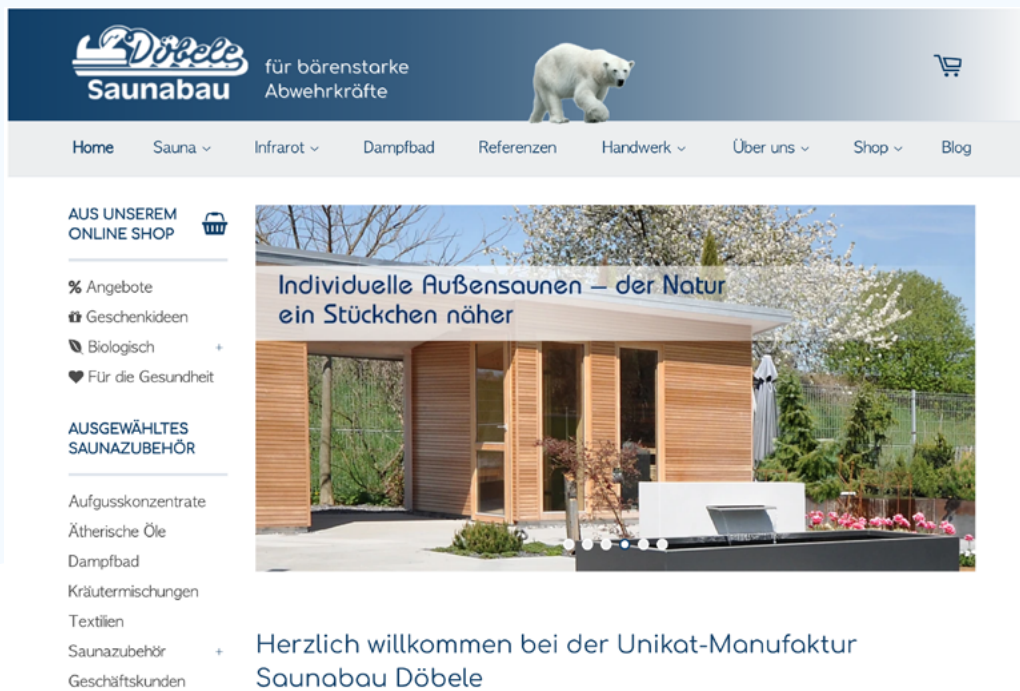 Döbele
Saunabau
für bärenstarke
Abwehrkräfte
Home Sauna Infrarot Dampfbad Referenzen Handwerk Über uns Shop Blog
AUS UNSEREM
ONLINE SHOP
% Angebote
Geschenkideen
Biologisch +
Für die Gesundheit
AUSGEWÄHLTES
SAUNAZUBEHÖR
Aufgusskonzentrate
Ätherische Öle
Dampfbad
Kräutermischungen
Textilien
Saunazubehör +
Geschäftskunden
Individuelle Außensaunen – der Natur
ein Stückchen näher
Herzlich willkommen bei der Unikat-Manufaktur
Saunabau Döbele